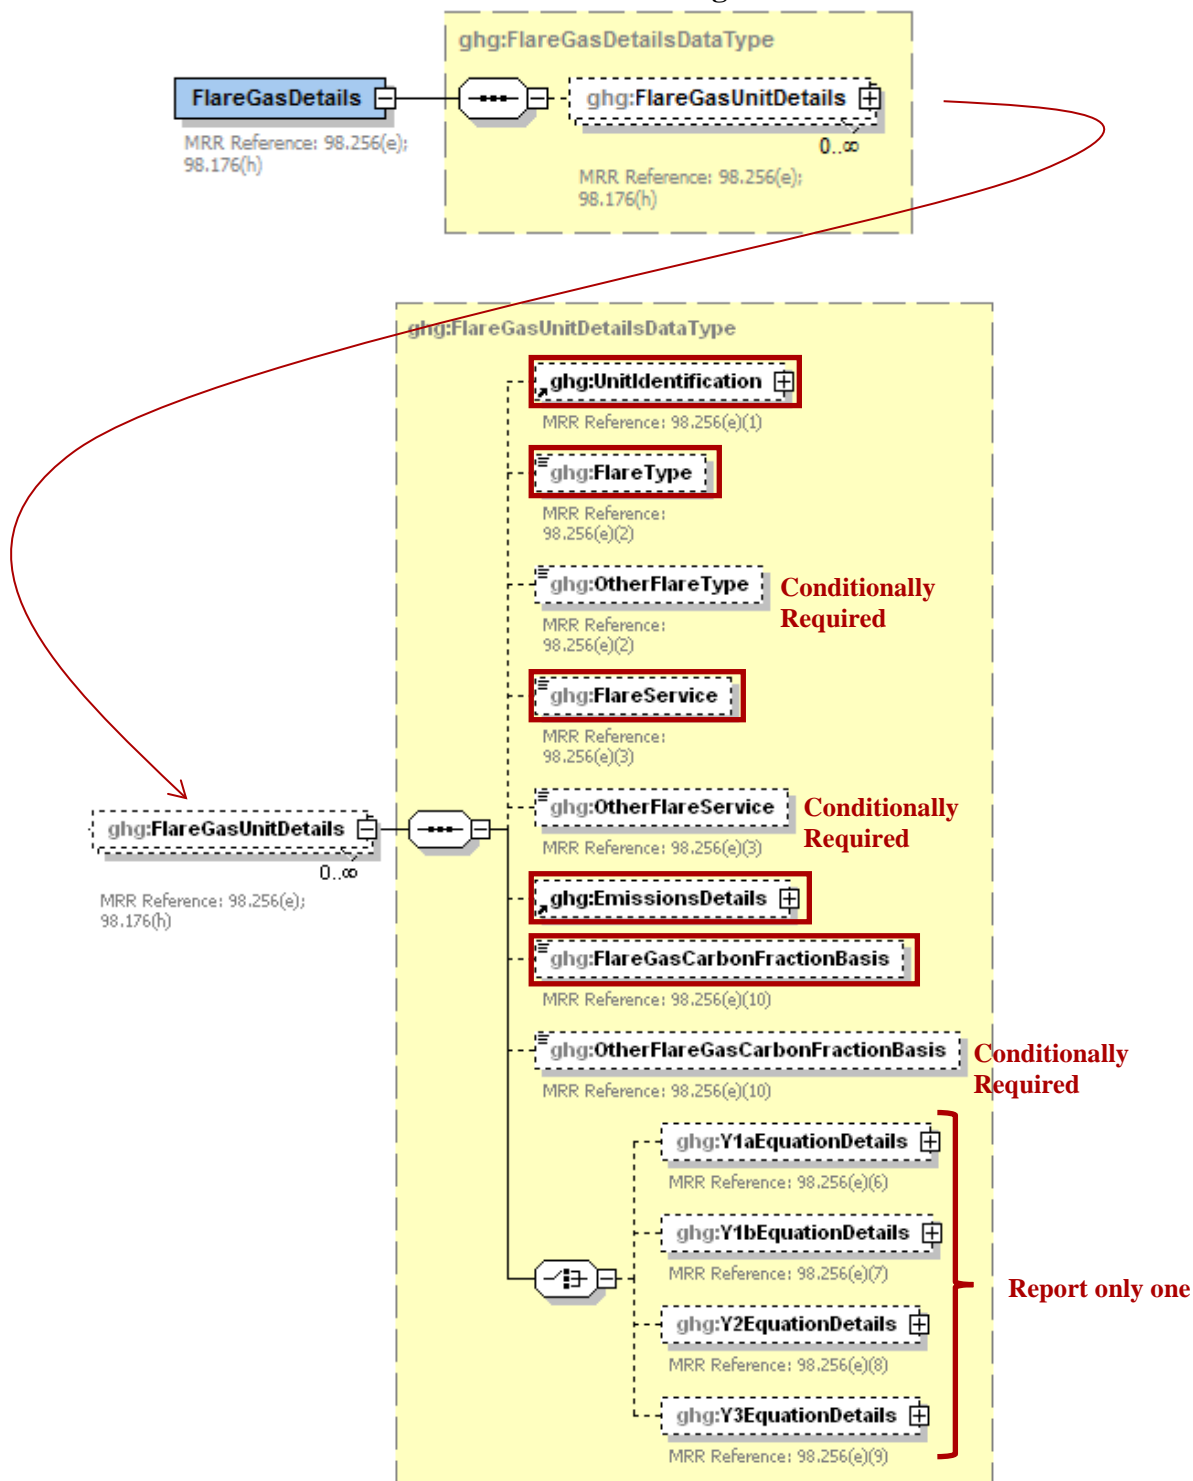 ghg:FlareGasDetailsDataType
FlareGasDetails
ghg:FlareGasUnitDetails
0..∞
MRR Reference: 98.256(e);
98.176(h)
MRR Reference: 98.256(e);
98.176(h)
ghg:FlareGasUnitDetailsDataType
ghg:UnitIdentification
MRR Reference: 98.256(e)(1)
ghg:FlareType
MRR Reference:
98.256(e)(2)
ghg:OtherFlareType
Conditionally
Required
MRR Reference:
98.256(e)(2)
ghg:FlareService
MRR Reference:
98.256(e)(3)
ghg:OtherFlareService
Conditionally
Required
MRR Reference: 98.256(e)(3)
ghg:FlareGasUnitDetails
0..∞
MRR Reference: 98.256(e);
98.176(h)
ghg:EmissionsDetails
ghg:FlareGasCarbonFractionBasis
MRR Reference: 98.256(e)(10)
ghg:OtherFlareGasCarbonFractionBasis
Conditionally
Required
MRR Reference: 98.256(e)(10)
ghg:Y1aEquationDetails
MRR Reference: 98.256(e)(6)
ghg:Y1bEquationDetails
MRR Reference: 98.256(e)(7)
Report only one
ghg:Y2EquationDetails
MRR Reference: 98.256(e)(8)
ghg:Y3EquationDetails
MRR Reference: 98.256(e)(9)